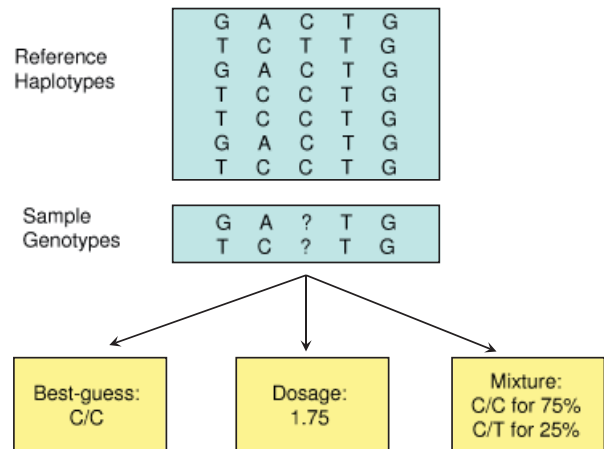 Reference
Haplotypes
G A C T G
T C T T G
G A C T G
T C C T G
T C C T G
G A C T G
T C C T G
Sample
Genotypes
G A ? T G
T C ? T G
Best-guess:
C/C
Dosage:
1.75
Mixture:
C/C for 75%
C/T for 25%